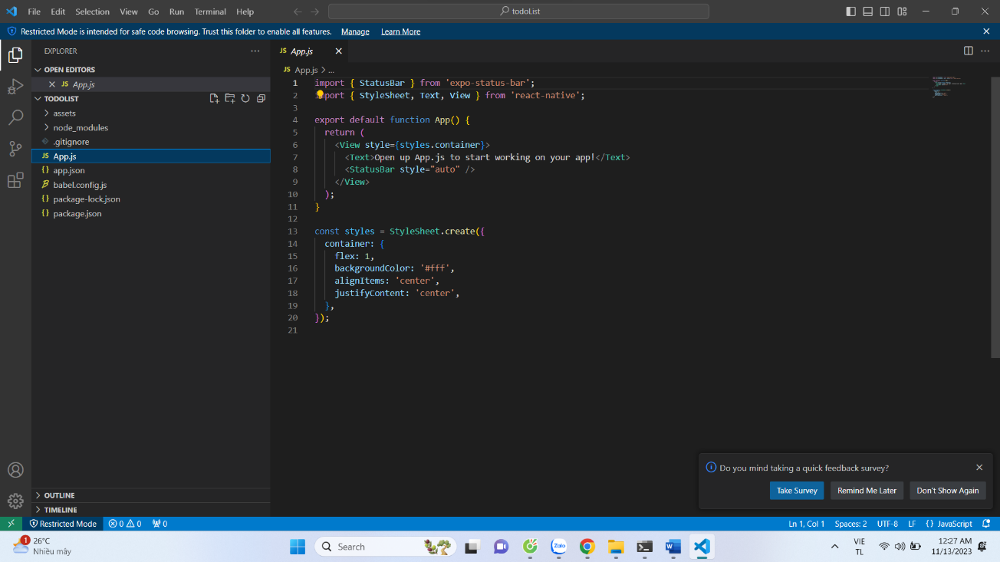 File Edit Selection View Go Run Terminal Help
todoList
Restricted Mode is intended for safe code browsing. Trust this folder to enable all features. Manage Learn More
EXPLORER
OPEN EDITORS
JS App.js
TODOLIST
assets
node_modules
.gitignore
JS App.js
{} app.json
babel.config.js
{} package-lock.json
{} package.json
OUTLINE
TIMELINE
JS App.js
JS App.js > ...
1 import { StatusBar } from 'expo-status-bar';
2 import { StyleSheet, Text, View } from 'react-native';
3
4 export default function App() {
5 return (
6 <View style={styles.container}>
7 <Text>Open up App.js to start working on your app!</Text>
8 <StatusBar style="auto" />
9 </View>
10 );
11 }
12
13 const styles = StyleSheet.create({
14 container: {
15 flex: 1,
16 backgroundColor: '#fff',
17 alignItems: 'center',
18 justifyContent: 'center',
19 },
20 });
21
Do you mind taking a quick feedback survey?
Take Survey Remind Me Later Don't Show Again
Restricted Mode 0 0 0 Ln 1, Col 1 Spaces: 2 UTF-8 LF {} JavaScript
1
26°C
Nhiều mây
Search
Zalo
VIE
TL
12:27 AM
11/13/2023